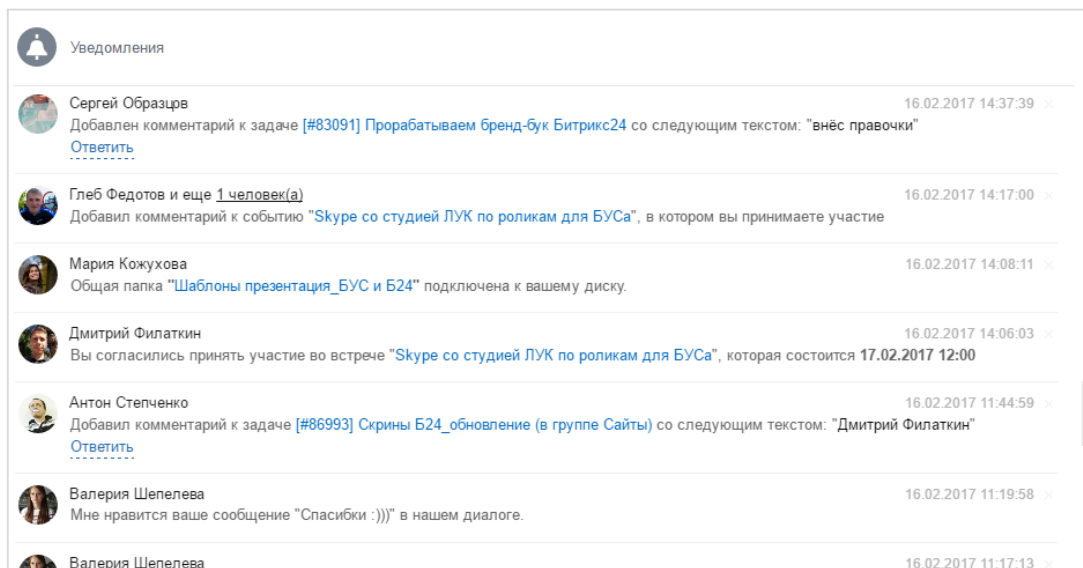 Уведомления
Сергей Образцов 16.02.2017 14:37:39
Добавлен комментарий к задаче [#83091] Прорабатываем бренд-бук Битрикс24 со следующим текстом: "внёс правочки"
Ответить
Глеб Федотов и еще 1 человек(а) 16.02.2017 14:17:00
Добавил комментарий к событию "Skype со студией ЛУК по роликам для БУСа", в котором вы принимаете участие
Мария Кожухова 16.02.2017 14:08:11
Общая папка "Шаблоны презентация_БУС и Б24" подключена к вашему диску.
Дмитрий Филаткин 16.02.2017 14:06:03
Вы согласились принять участие во встрече "Skype со студией ЛУК по роликам для БУСа", которая состоится 17.02.2017 12:00
Антон Степченко 16.02.2017 11:44:59
Добавил комментарий к задаче [#86993] Скрины Б24_обновление (в группе Сайты) со следующим текстом: "Дмитрий Филаткин"
Ответить
Валерия Шепелева 16.02.2017 11:19:58
Мне нравится ваше сообщение "Спасибки :)))" в нашем диалоге.
Валерия Шепелева 16.02.2017 11:17:13